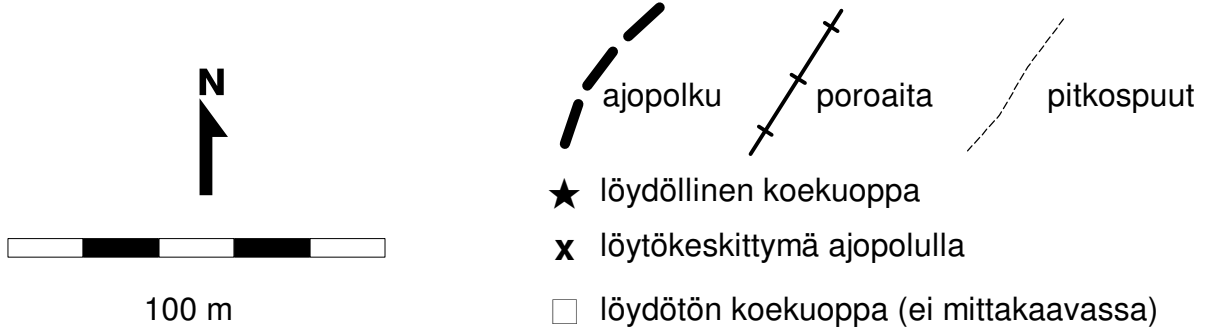 N
100 m
ajopolku poroaita pitkospuut
löydöllinen koekuoppa
x löytökeskittymä ajopolulla
löydötön koekuoppa (ei mittakaavassa)